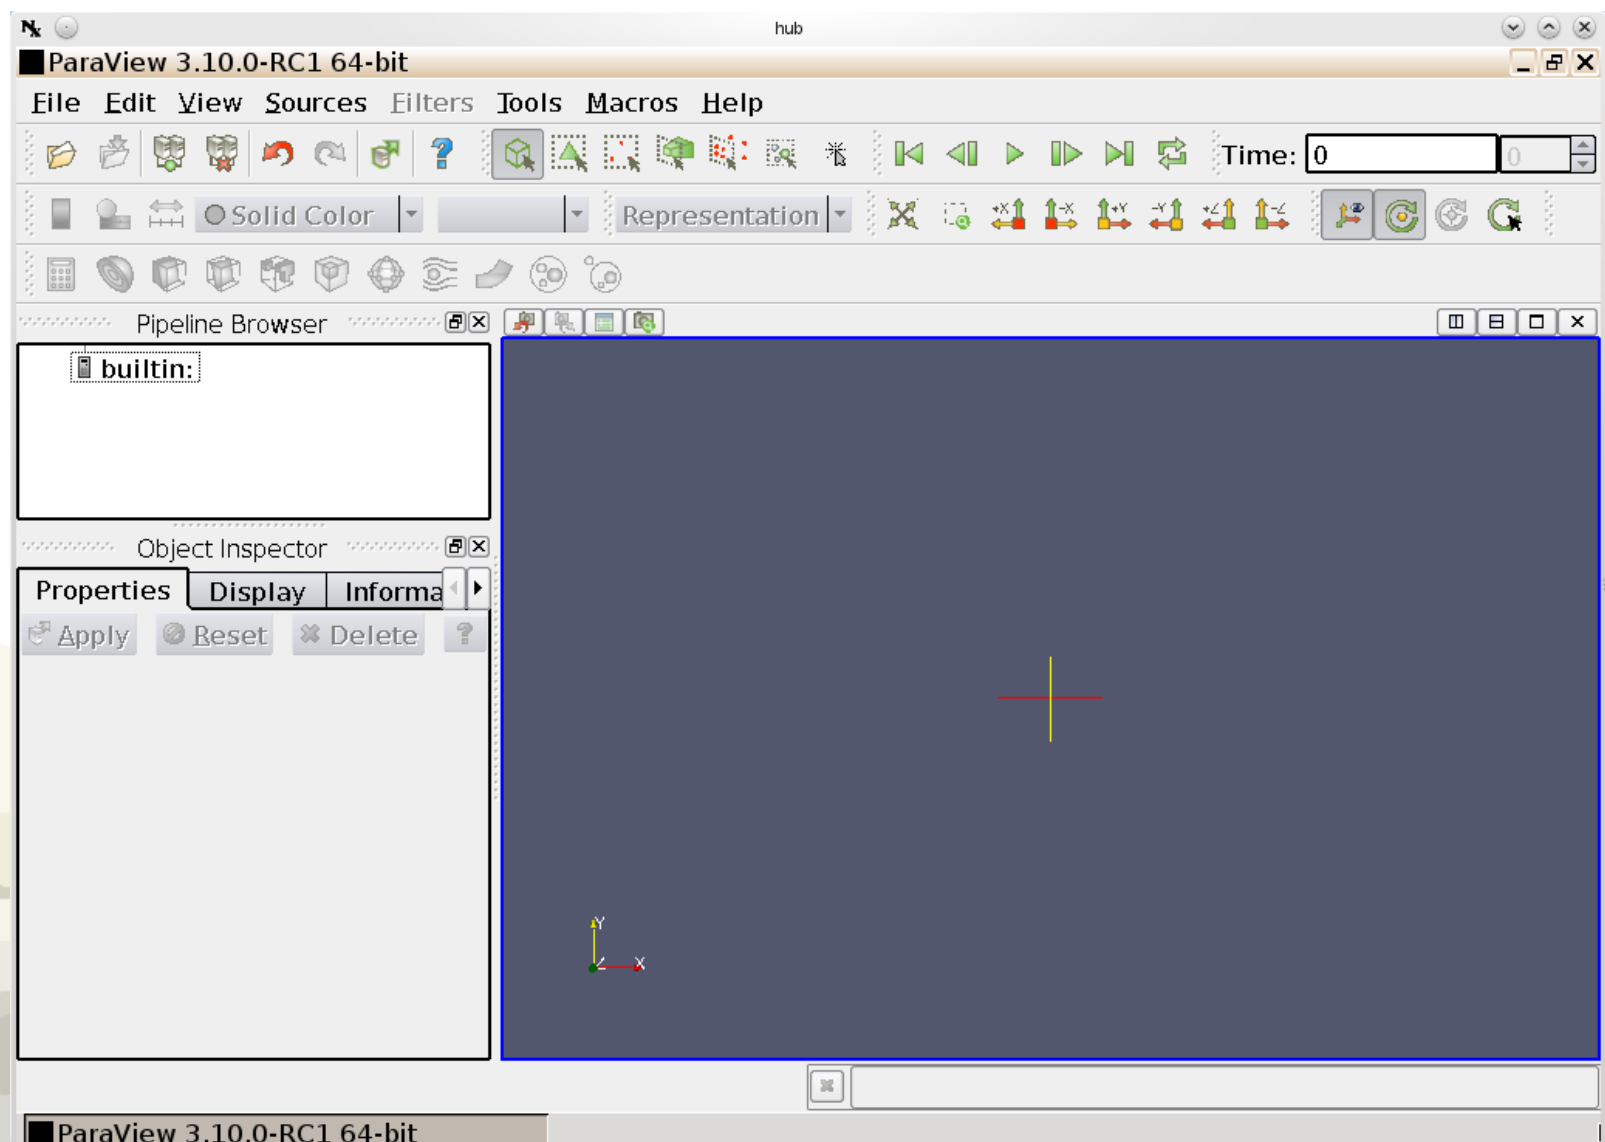 hub
ParaView 3.10.0-RC1 64-bit
File Edit View Sources Filters Tools Macros Help
? Time: 0 0
Solid Color Representation +X -X +Y -Y +Z -Z
Pipeline Browser
builtin:
Object Inspector
Properties Display Informa
Apply Reset Delete ?
Y
Z X
ParaView 3.10.0-RC1 64-bit